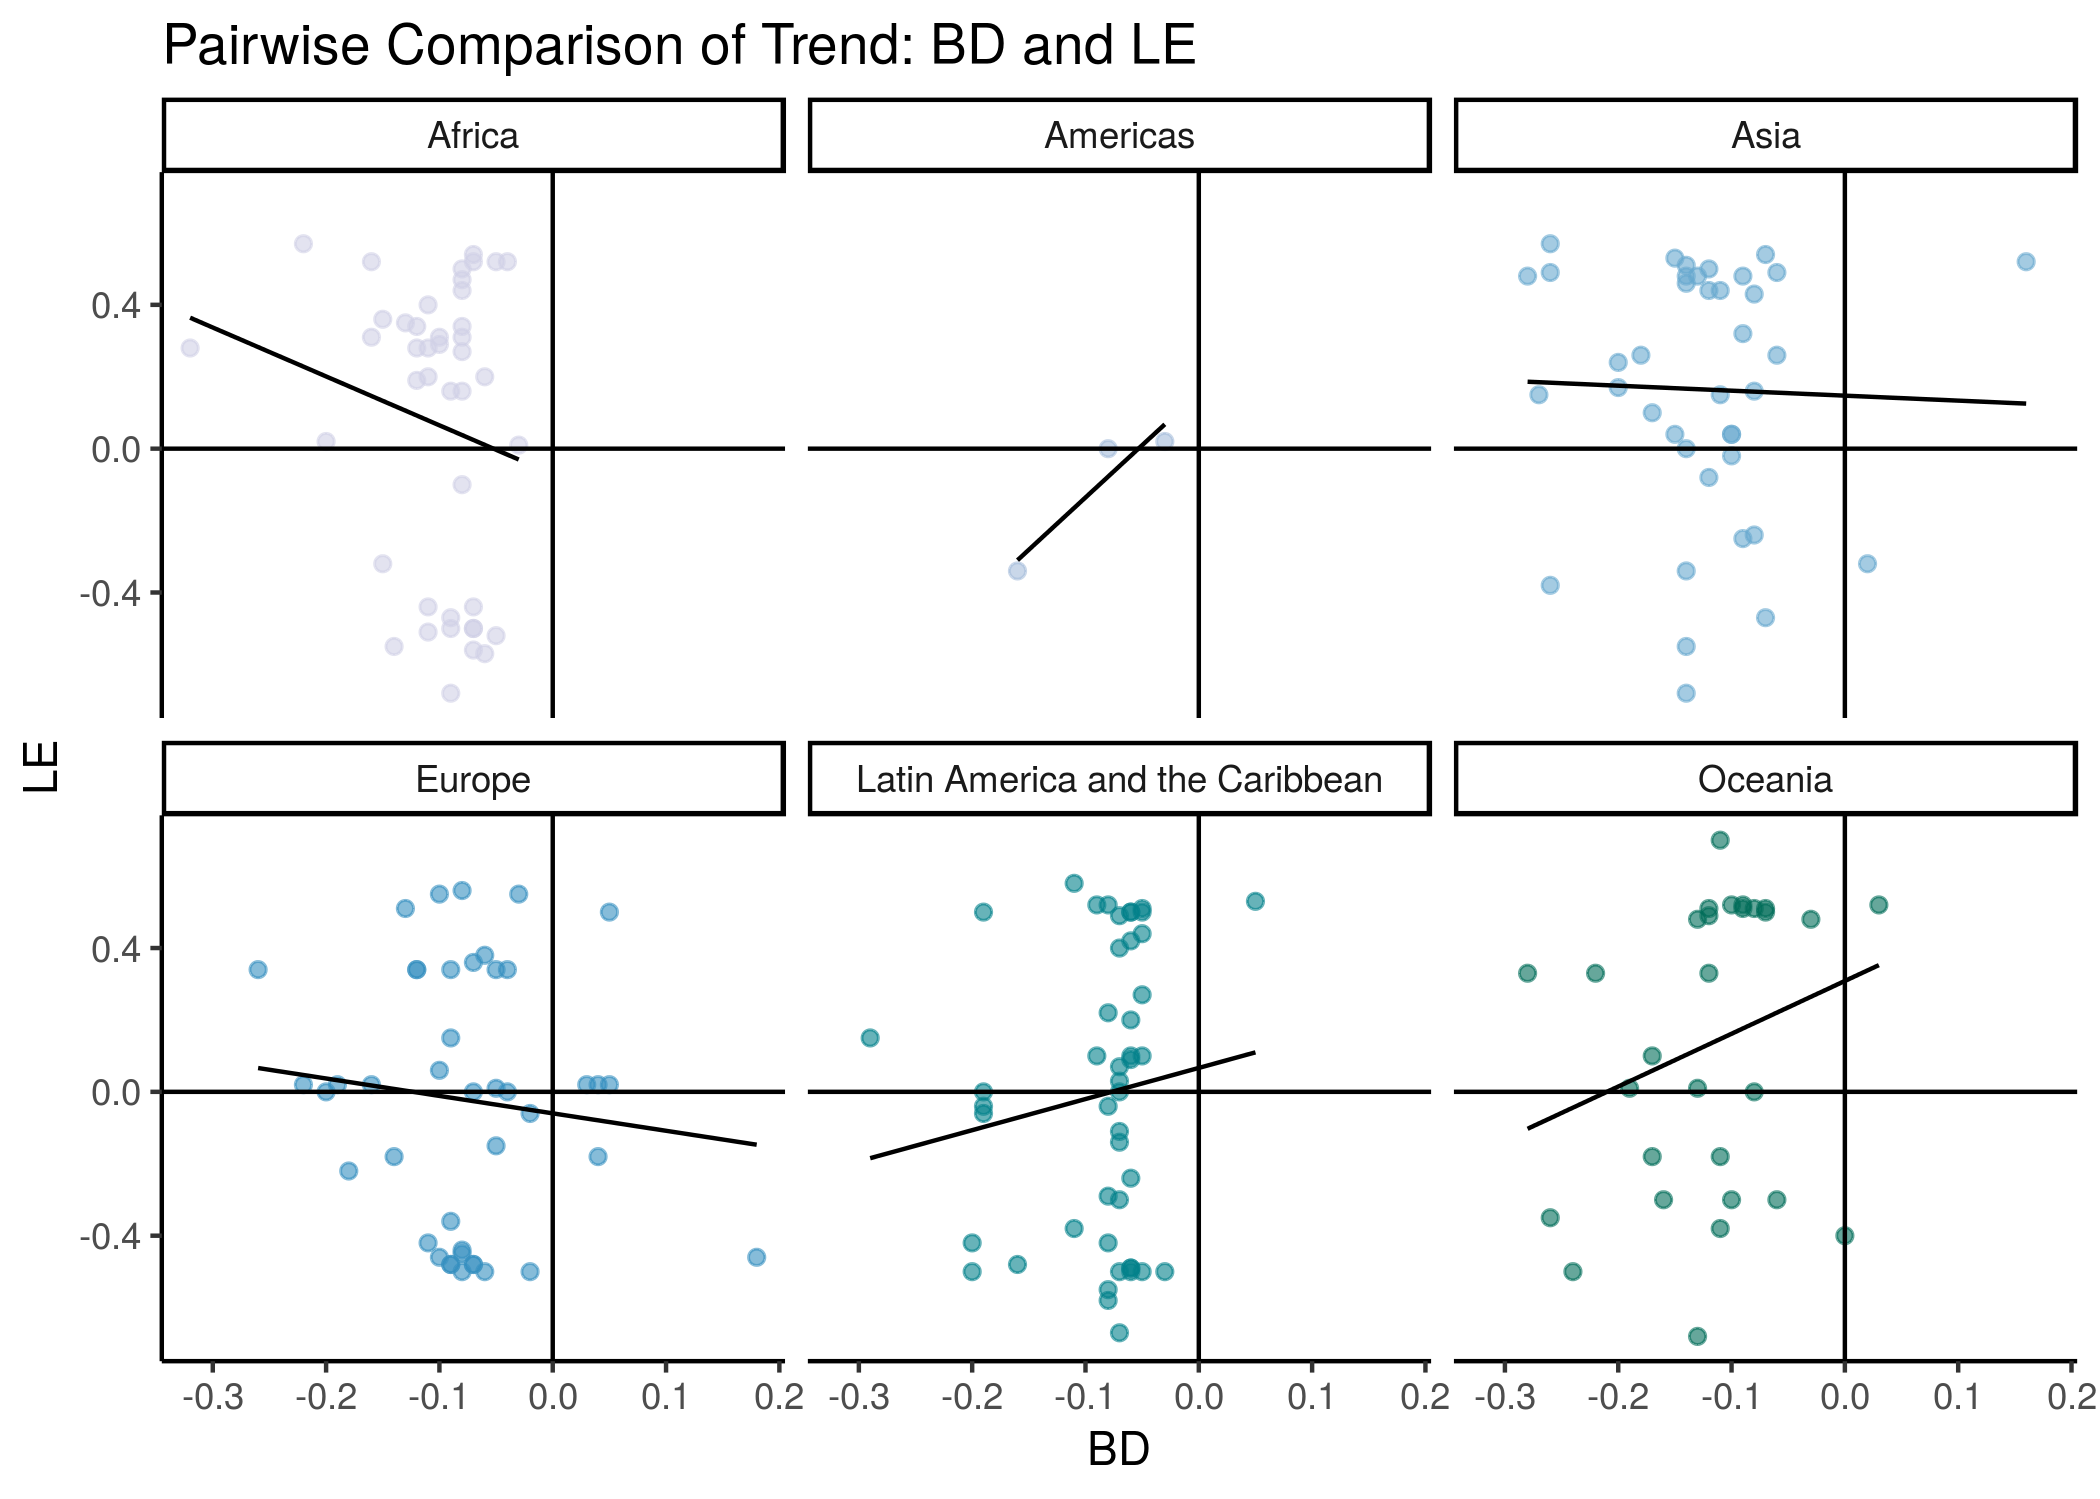 Pairwise Comparison of Trend: BD and LE
Africa
Americas
Asia
0.4
0.0
-0.4
LE
Europe
Latin America and the Caribbean
Oceania
0.4
0.0
-0.4
-0.3 -0.2 -0.1 0.0 0.1 0.2
-0.3 -0.2 -0.1 0.0 0.1 0.2
-0.3 -0.2 -0.1 0.0 0.1 0.2
BD